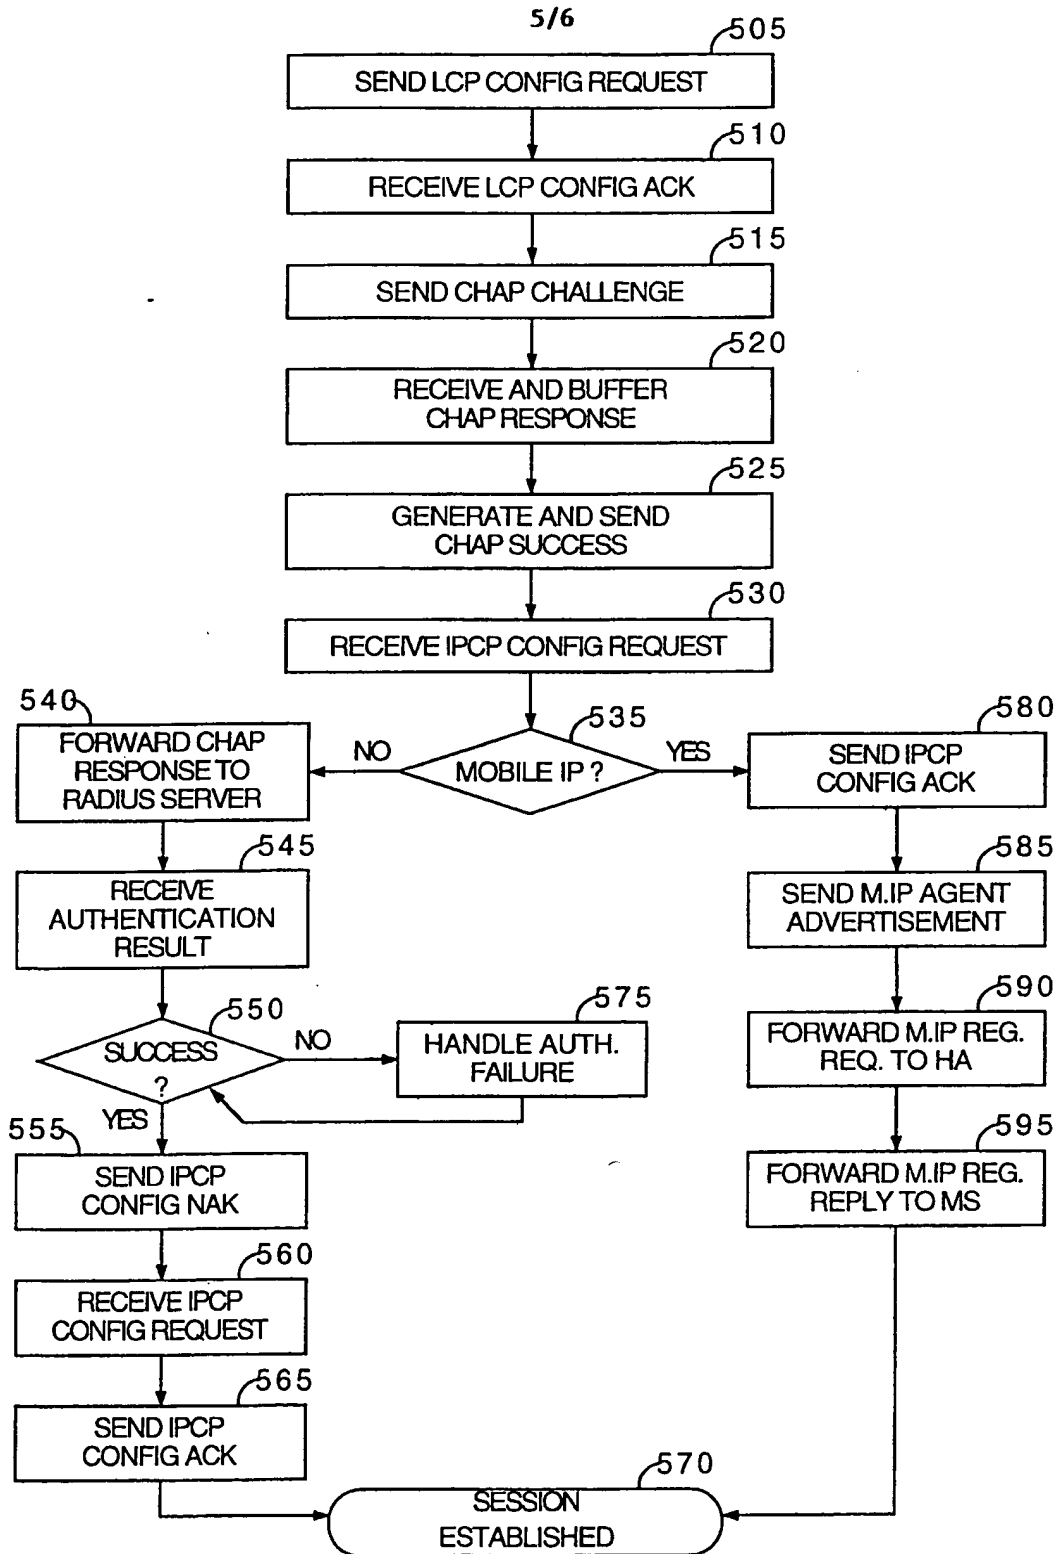 5/6
505
SEND LCP CONFIG REQUEST
510
RECEIVE LCP CONFIG ACK
515
SEND CHAP CHALLENGE
520
RECEIVE AND BUFFER
CHAP RESPONSE
525
GENERATE AND SEND
CHAP SUCCESS
530
RECEIVE IPCP CONFIG REQUEST
535
MOBILE IP ?
NO
YES
540
FORWARD CHAP
RESPONSE TO
RADIUS SERVER
545
RECEIVE
AUTHENTICATION
RESULT
550
SUCCESS
?
NO
YES
575
HANDLE AUTH.
FAILURE
555
SEND IPCP
CONFIG NAK
560
RECEIVE IPCP
CONFIG REQUEST
565
SEND IPCP
CONFIG ACK
580
SEND IPCP
CONFIG ACK
585
SEND M.IP AGENT
ADVERTISEMENT
590
FORWARD M.IP REG.
REQ. TO HA
595
FORWARD M.IP REG.
REPLY TO MS
570
SESSION
ESTABLISHED